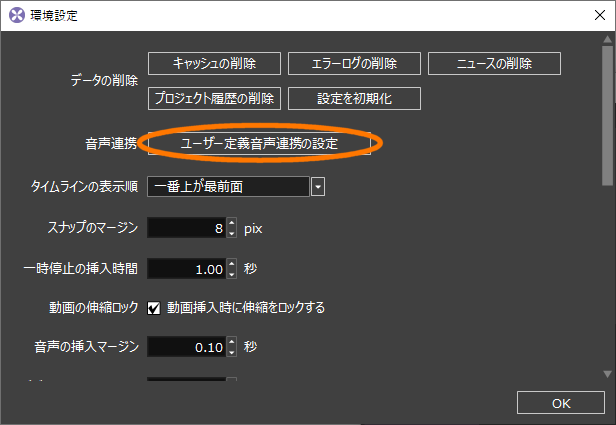 環境設定
データの削除 キャッシュの削除 エラーログの削除 ニュースの削除
プロジェクト履歴の削除 設定を初期化
音声連携 ユーザー定義音声連携の設定
タイムラインの表示順 一番上が最前面
スナップのマージン 8 pix
一時停止の挿入時間 1.00 秒
動画の伸縮ロック 動画挿入時に伸縮をロックする
音声の挿入マージン 0.10 秒
OK